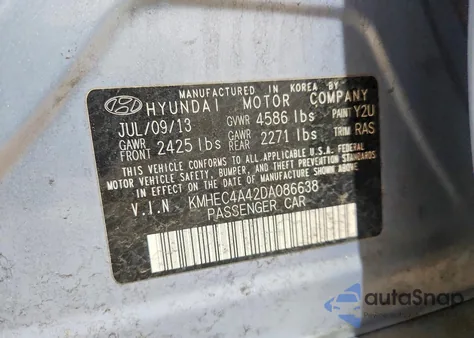 MANUFACTURED IN KOREA BY
HYUNDAI MOTOR COMPANY
JUL/09/13 GVWR 4586 lbs PAINT Y2U
GAWR FRONT 2425 lbs GAWR REAR 2271 lbs TRIM RAS
THIS VEHICLE CONFORMS TO ALL APPLICABLE U.S.A. FEDERAL
MOTOR VEHICLE SAFETY, BUMPER, AND THEFT PREVENTION STANDARDS
IN EFFECT ON THE DATE OF MANUFACTURE SHOWN ABOVE.
V.I.N KMHEC4A42DA086638
PASSENGER CAR
autoSnap